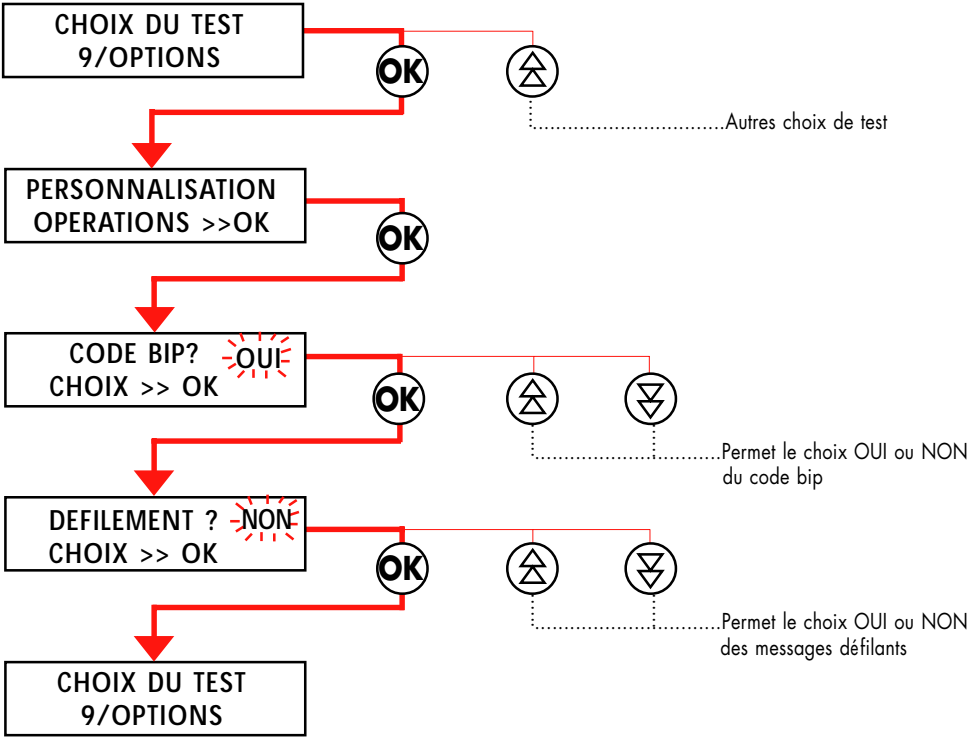 CHOIX DU TEST
9/OPTIONS
OK
Autres choix de test
PERSONNALISATION
OPERATIONS >>OK
OK
CODE BIP? OUI
CHOIX >> OK
OK
Permet le choix OUI ou NON
du code bip
DEFILEMENT ? NON
CHOIX >> OK
OK
Permet le choix OUI ou NON
des messages défilants
CHOIX DU TEST
9/OPTIONS